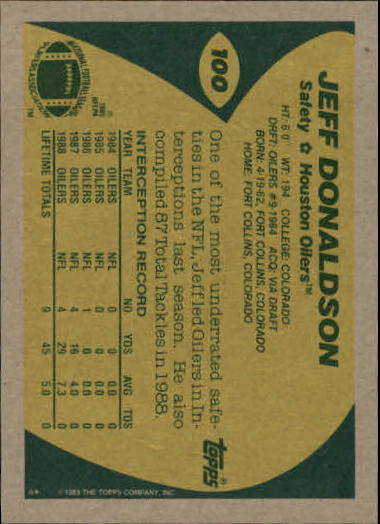 100
JEFF DONALDSON
Safety ☆ Houston Oilers™
HT: 6'0" WT: 194 COLLEGE: COLORADO
DRFT: OILERS #9-1984 ACQ: VIA DRAFT
BORN: 4-19-62, FORT COLLINS, COLORADO
HOME: FORT COLLINS, COLORADO
One of the most underrated safe-
ties in the NFL, Jeff led Oilers in In-
terceptions last season. He also
compiled 87 Total Tackles in 1988.
TOPPS®
INTERCEPTION RECORD
YEAR TEAM NO YDS AVG TDS
1984 OILERS NFL 0 0 0.0 0
1985 OILERS NFL 0 0 0.0 0
1986 OILERS NFL 1 0 0.0 0
1987 OILERS NFL 4 16 4.0 0
1988 OILERS NFL 4 29 7.3 0
LIFETIME TOTALS 9 45 5.0 0
©1989 THE TOPPS COMPANY, INC.